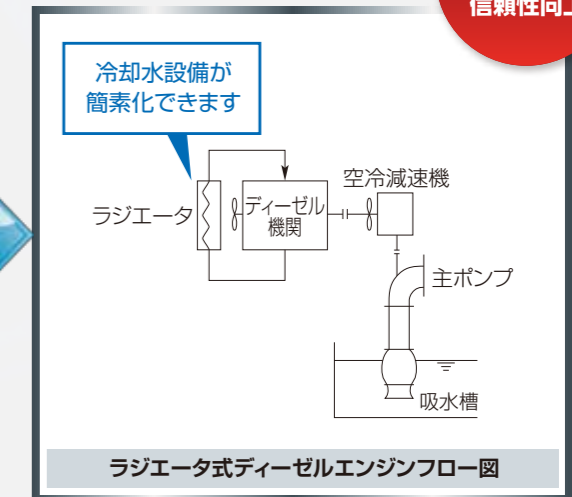 信頼性向上
冷却水設備が
簡素化できます
空冷減速機
ラジエータ
ディーゼル
機関
主ポンプ
吸水槽
ラジエータ式ディーゼルエンジンフロー図